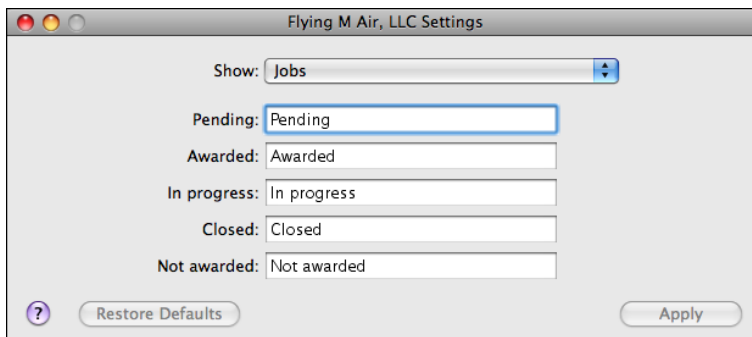 Flying M Air, LLC Settings
Show: Jobs
Pending: Pending
Awarded: Awarded
In progress: In progress
Closed: Closed
Not awarded: Not awarded
? Restore Defaults Apply